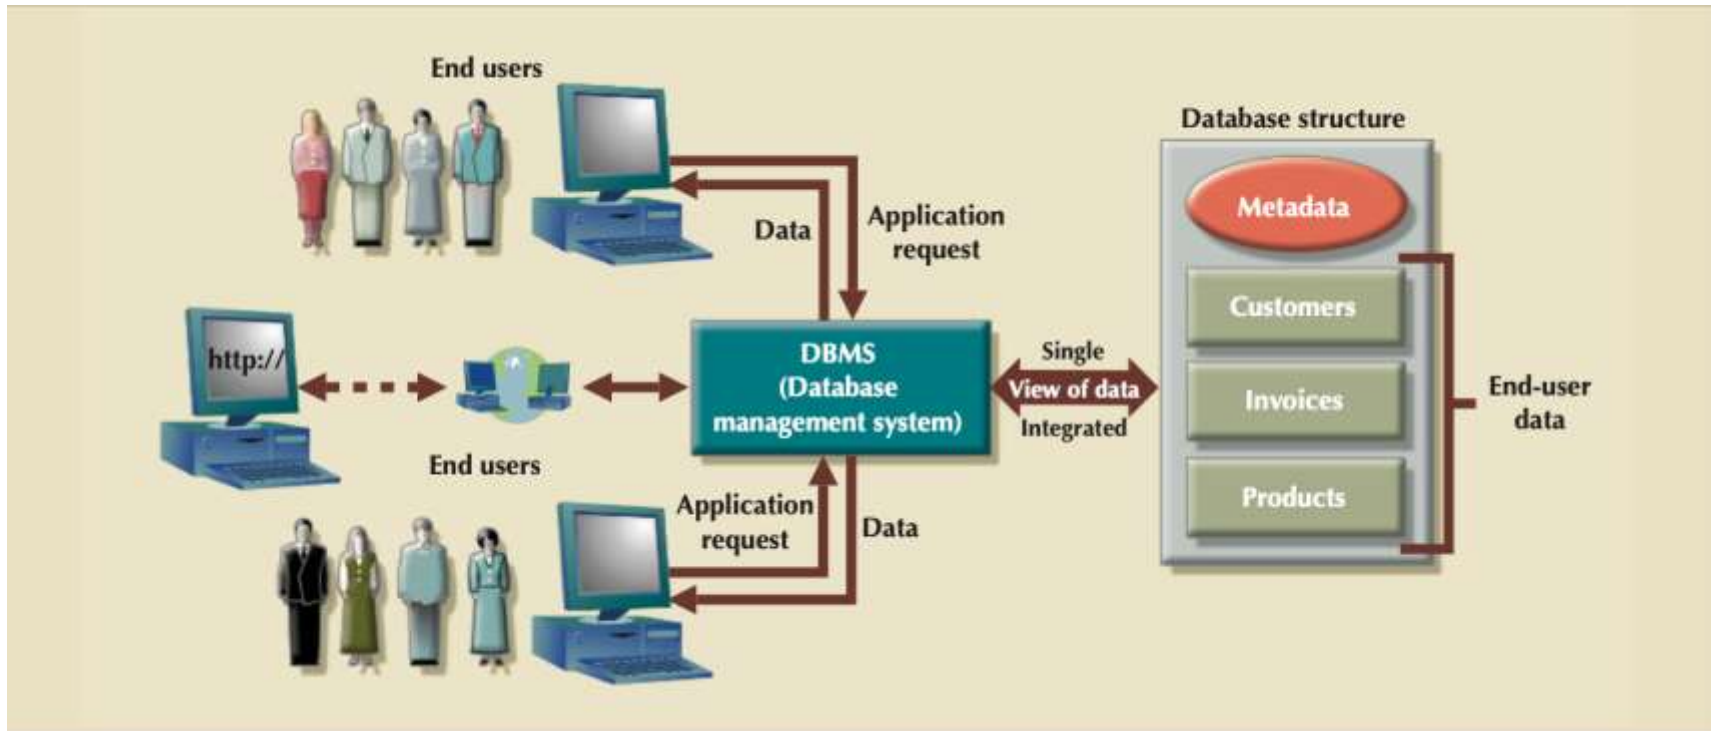 End users
Database structure
Metadata
Data
Application
request
Customers
http://
DBMS
(Database
management system)
Single
View of data
Integrated
Invoices
End-user
data
End users
Application
request
Data
Products